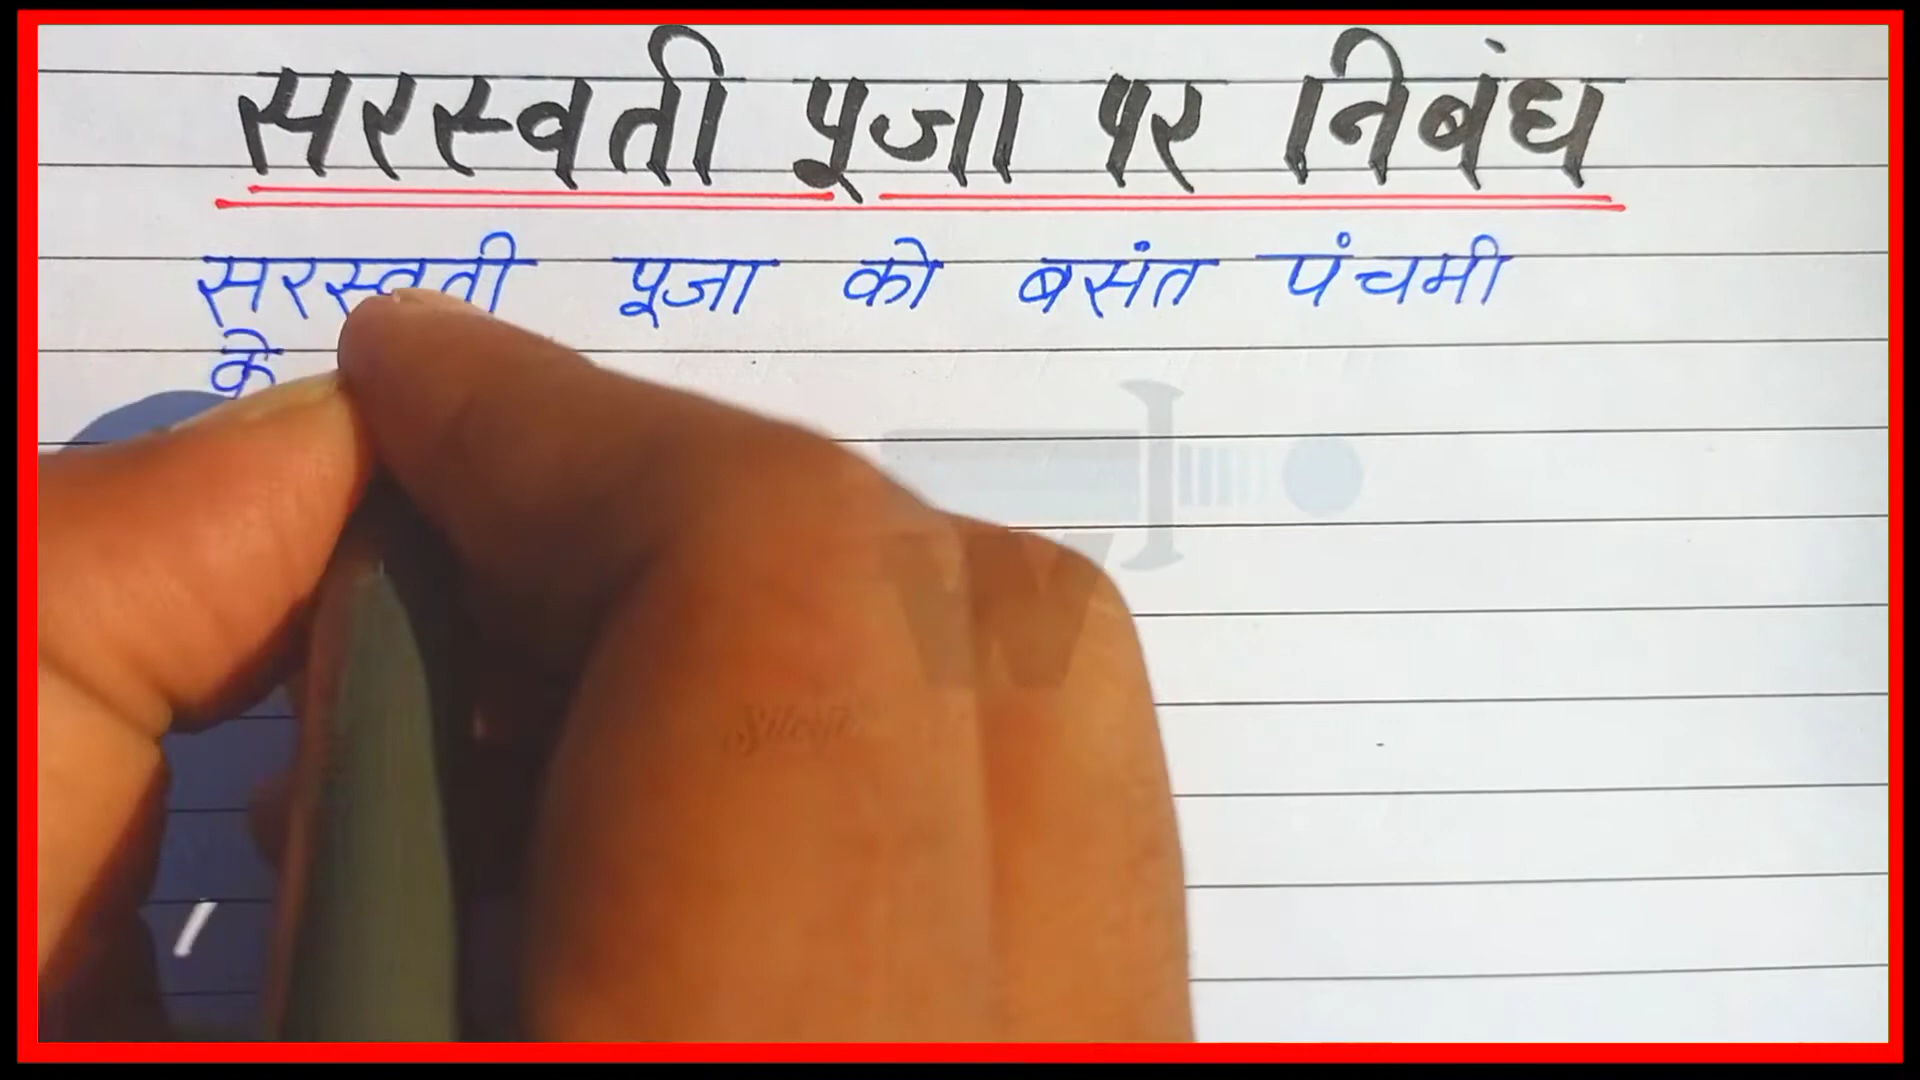 सरस्वती पूजा पर निबंध
सरस्वती पूजा को बसंत पंचमी
के